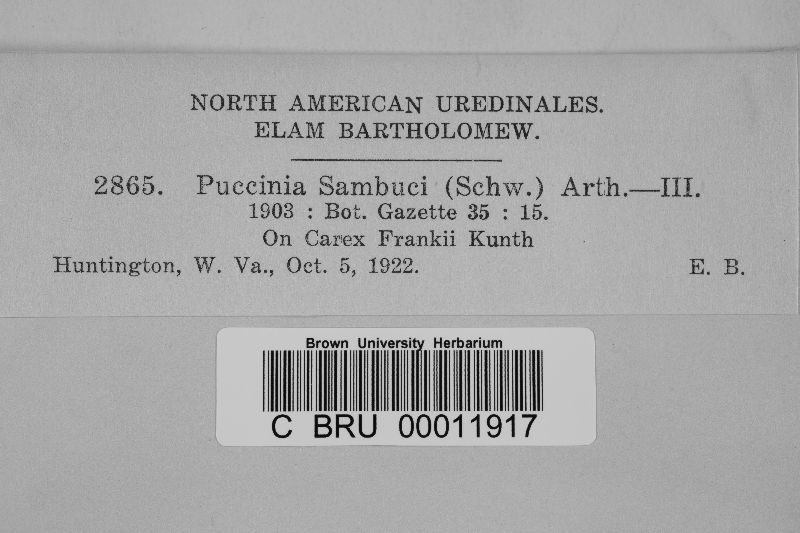 NORTH AMERICAN UREDINALES.
ELAM BARTHOLOMEW.
2865. Puccinia Sambuci (Schw.) Arth.—III.
1903 : Bot. Gazette 35 : 15.
On Carex Frankii Kunth
Huntington, W. Va., Oct. 5, 1922. E. B.
Brown University Herbarium
C BRU 00011917